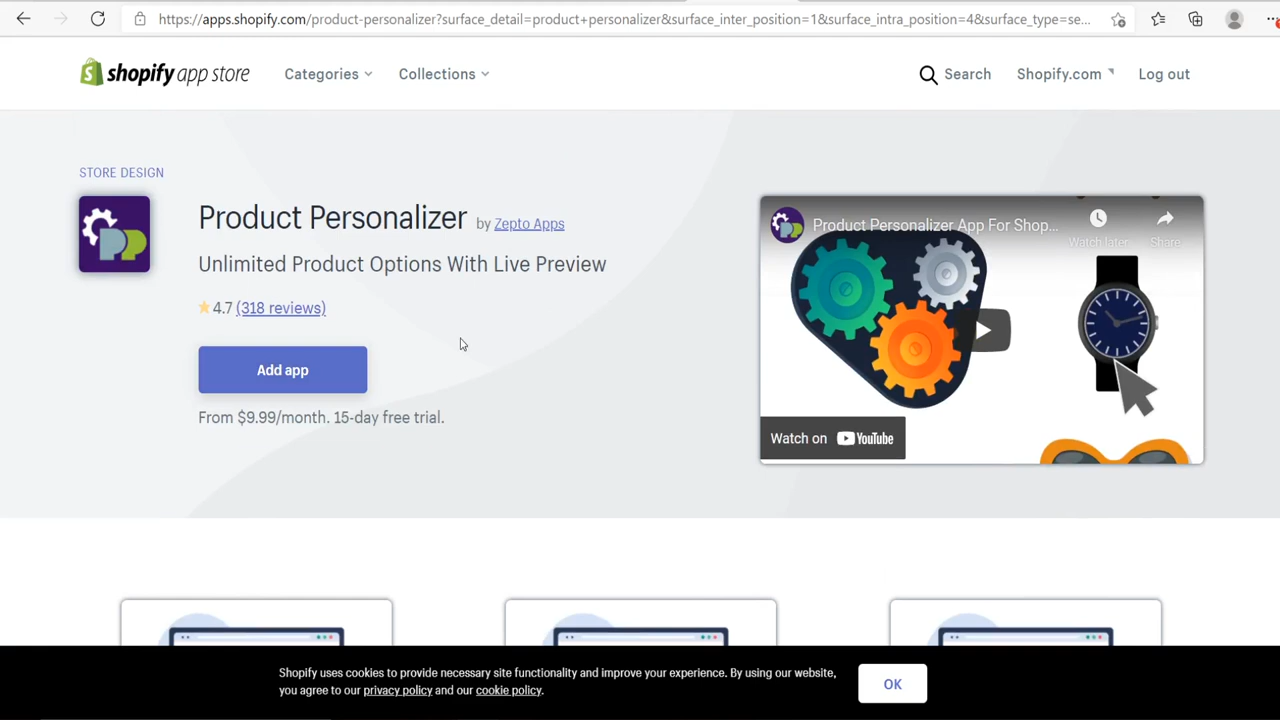 https://apps.shopify.com/product-personalizer?surface_detail=product+personalizer&surface_inter_position=1&surface_intra_position=4&surface_type=se...
shopify app store
Categories
Collections
Search
Shopify.com
Log out
STORE DESIGN
Product Personalizer by Zepto Apps
Unlimited Product Options With Live Preview
4.7 (318 reviews)
Add app
From $9.99/month. 15-day free trial.
PP
Product Personalizer App For Shop...
Watch later
Share
Watch on YouTube
Shopify uses cookies to provide necessary site functionality and improve your experience. By using our website,
you agree to our privacy policy and our cookie policy.
OK